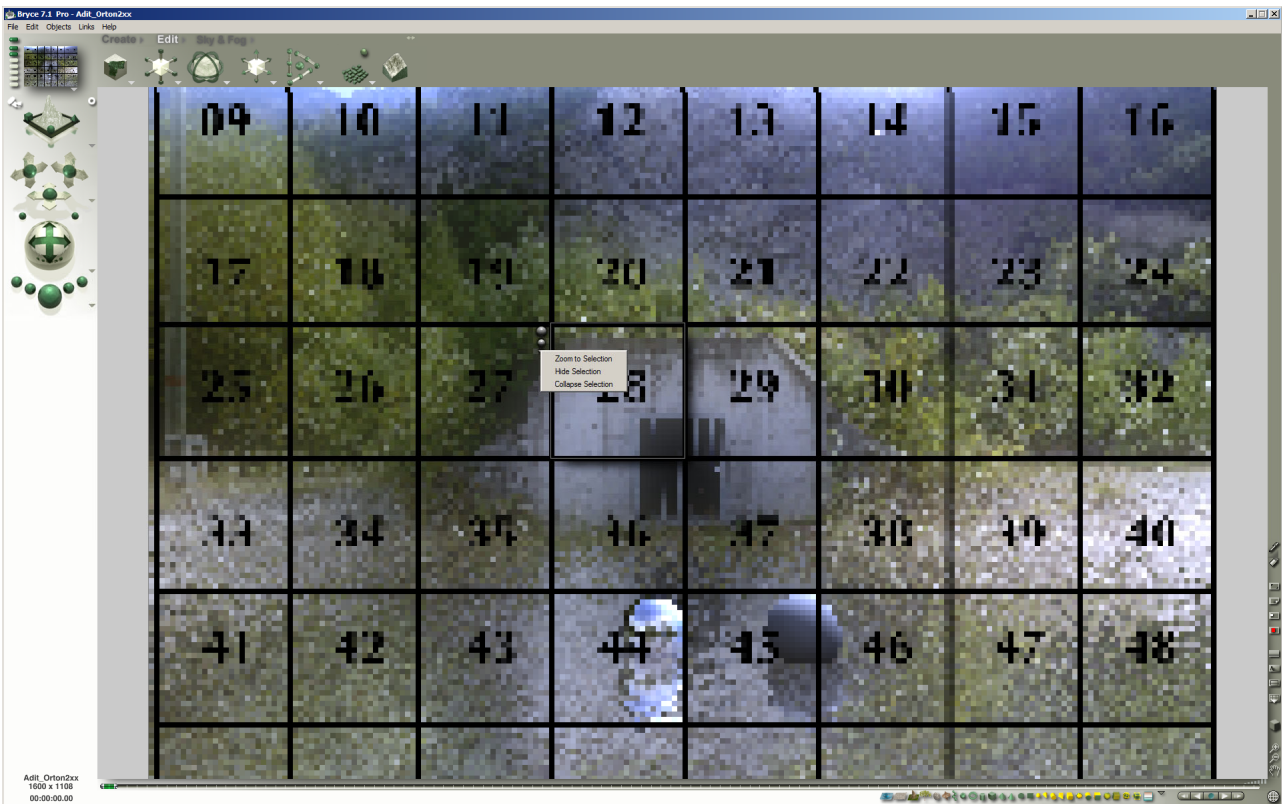 Bryce 7.1 Pro - Adit_Orton2xx
File Edit Objects Links Help
Create Edit Sky & Fog
09 10 11 12 13 14 15 16
17 18 19 20 21 22 23 24
Zoom to Selection
Hide Selection
Collapse Selection
25 26 27 28 29 30 31 32
33 34 35 36 37 38 39 40
41 42 43 44 45 46 47 48
Adit_Orton2xx
1600 x 1108
00:00:00.00